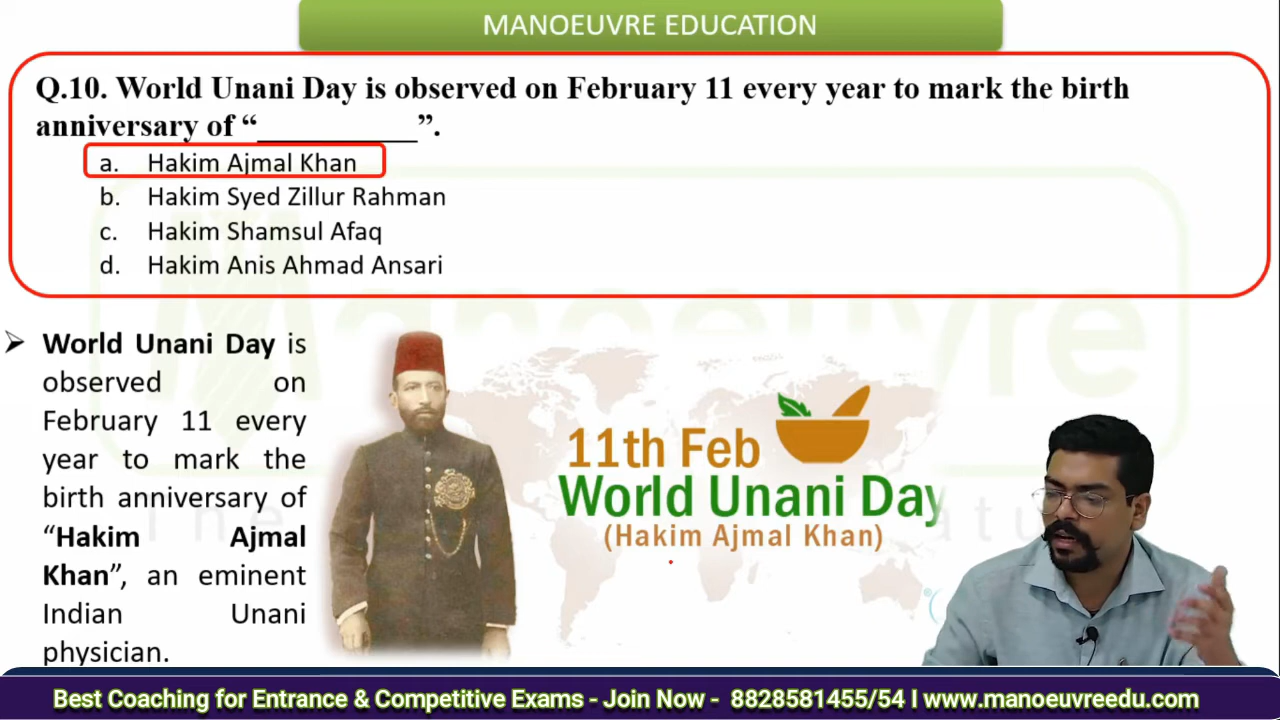 MANOEUVRE EDUCATION
Q.10. World Unani Day is observed on February 11 every year to mark the birth
anniversary of “__________”.
a. Hakim Ajmal Khan
b. Hakim Syed Zillur Rahman
c. Hakim Shamsul Afaq
d. Hakim Anis Ahmad Ansari
Manoeuvre
➢ World Unani Day is
observed on
February 11 every
year to mark the
birth anniversary of
“Hakim Ajmal
Khan”, an eminent
Indian Unani
physician.
11th Feb
World Unani Day
(Hakim Ajmal Khan)
Best Coaching for Entrance & Competitive Exams - Join Now - 8828581455/54 I www.manoeuvreedu.com